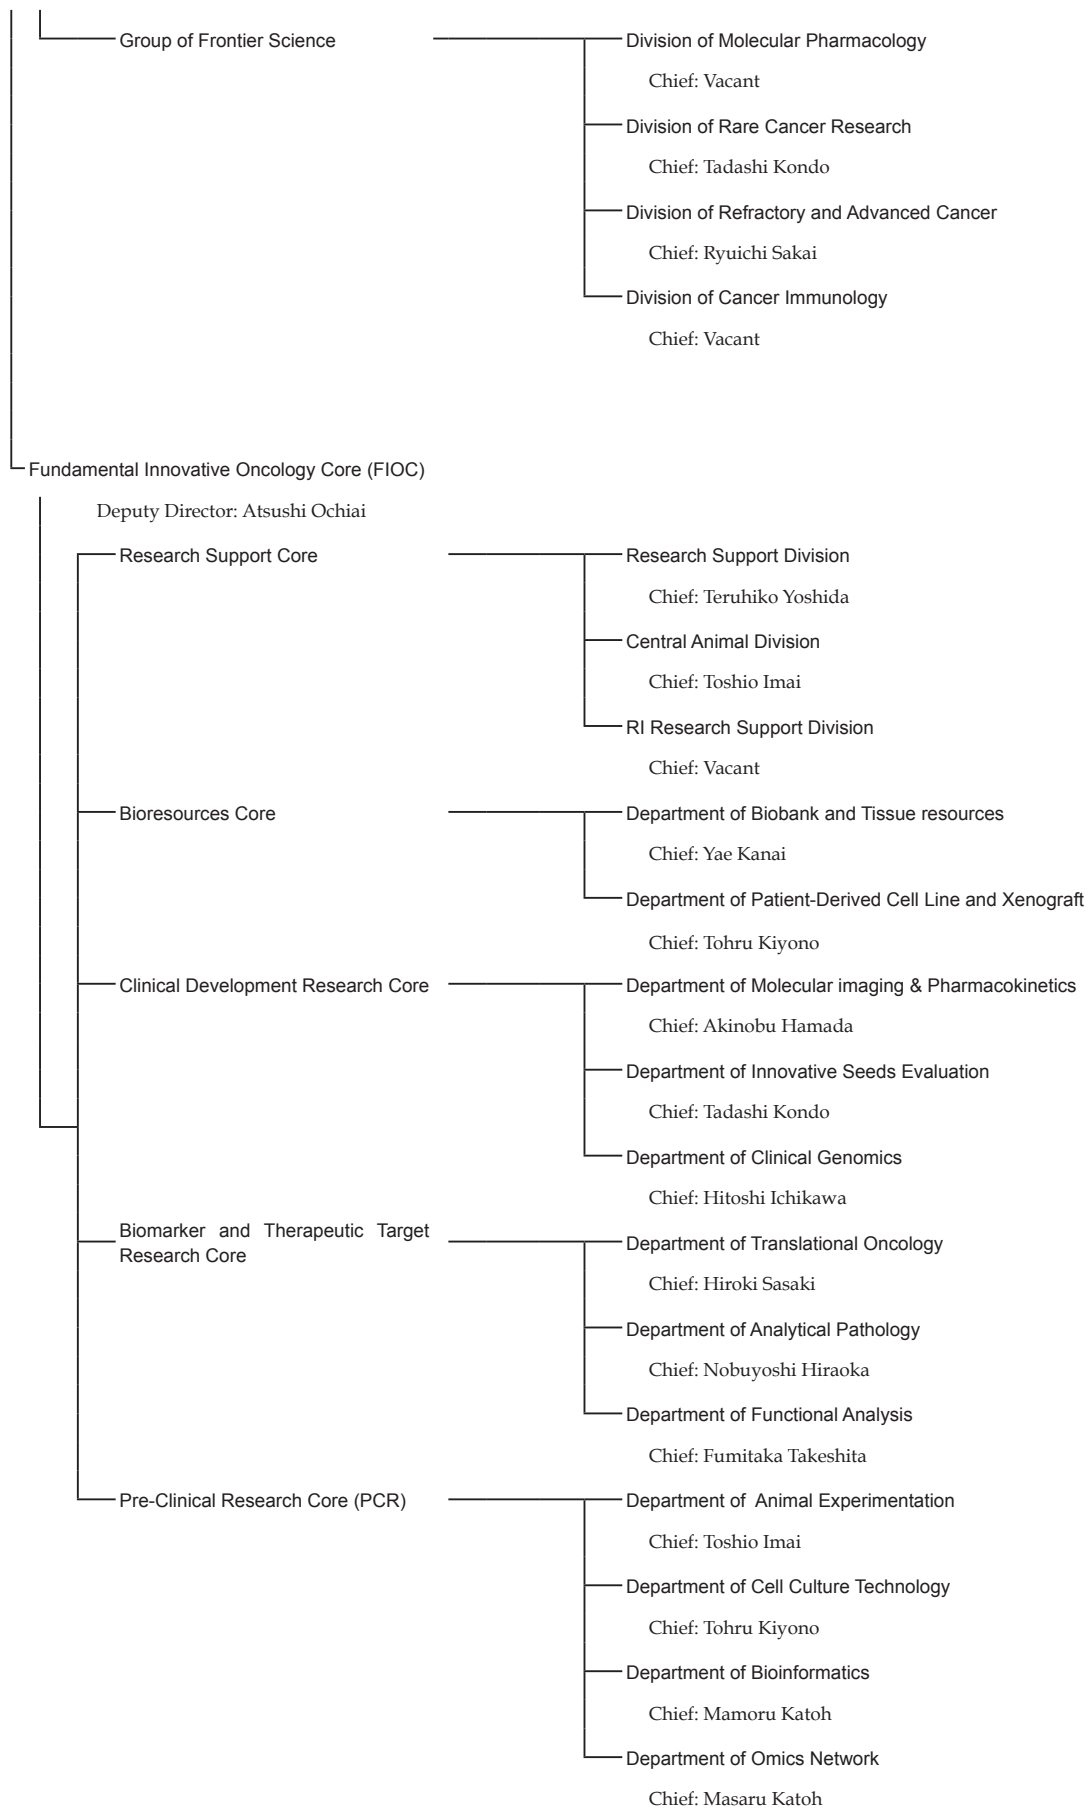 Group of Frontier Science
Division of Molecular Pharmacology
Chief: Vacant
Division of Rare Cancer Research
Chief: Tadashi Kondo
Division of Refractory and Advanced Cancer
Chief: Ryuichi Sakai
Division of Cancer Immunology
Chief: Vacant
Fundamental Innovative Oncology Core (FIOC)
Deputy Director: Atsushi Ochiai
Research Support Core
Research Support Division
Chief: Teruhiko Yoshida
Central Animal Division
Chief: Toshio Imai
RI Research Support Division
Chief: Vacant
Bioresources Core
Department of Biobank and Tissue resources
Chief: Yae Kanai
Department of Patient-Derived Cell Line and Xenograft
Chief: Tohru Kiyono
Clinical Development Research Core
Department of Molecular imaging & Pharmacokinetics
Chief: Akinobu Hamada
Department of Innovative Seeds Evaluation
Chief: Tadashi Kondo
Department of Clinical Genomics
Chief: Hitoshi Ichikawa
Biomarker and Therapeutic Target
Research Core
Department of Translational Oncology
Chief: Hiroki Sasaki
Department of Analytical Pathology
Chief: Nobuyoshi Hiraoka
Department of Functional Analysis
Chief: Fumitaka Takeshita
Pre-Clinical Research Core (PCR)
Department of Animal Experimentation
Chief: Toshio Imai
Department of Cell Culture Technology
Chief: Tohru Kiyono
Department of Bioinformatics
Chief: Mamoru Katoh
Department of Omics Network
Chief: Masaru Katoh